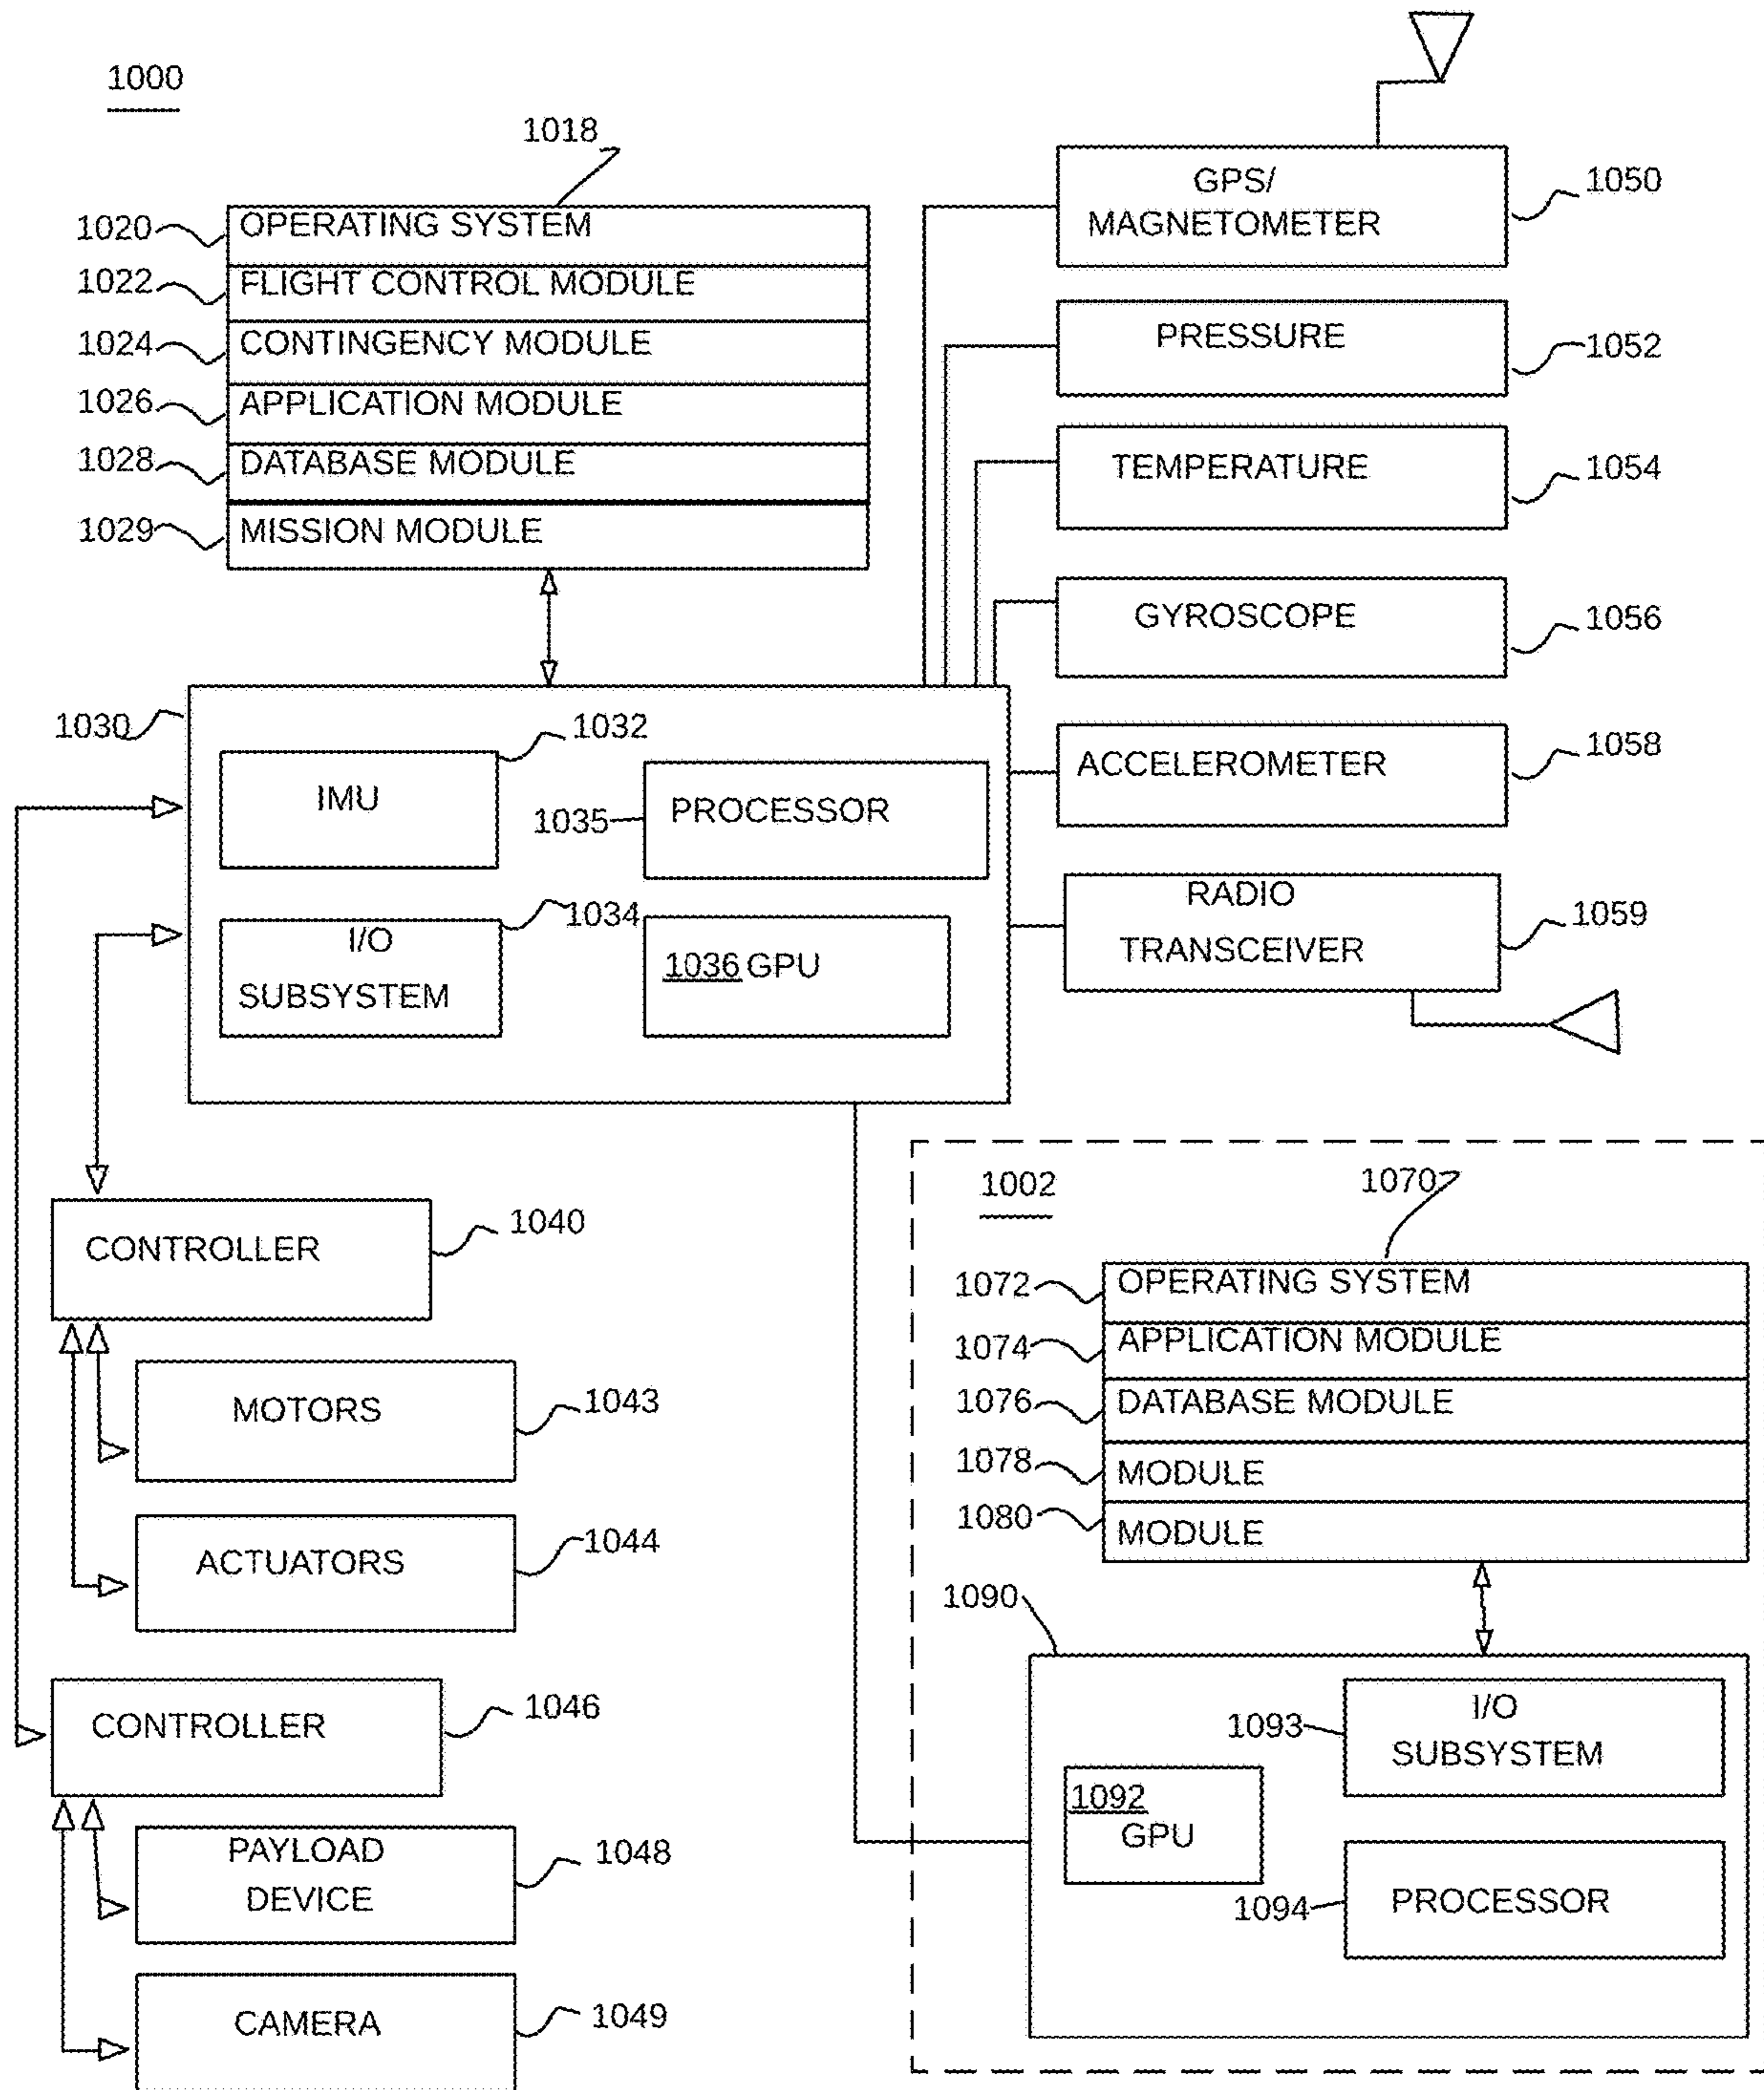 1000
1018
1020 OPERATING SYSTEM
1022 FLIGHT CONTROL MODULE
1024 CONTINGENCY MODULE
1026 APPLICATION MODULE
1028 DATABASE MODULE
1029 MISSION MODULE
GPS/
MAGNETOMETER
1050
PRESSURE
1052
TEMPERATURE
1054
GYROSCOPE
1056
ACCELEROMETER
1058
RADIO
TRANSCEIVER
1059
1030
1032
IMU
1035 PROCESSOR
1034
I/O
SUBSYSTEM
1036 GPU
CONTROLLER
1040
MOTORS
1043
ACTUATORS
1044
CONTROLLER
1046
PAYLOAD
DEVICE
1048
CAMERA
1049
1002
1070
1072 OPERATING SYSTEM
1074 APPLICATION MODULE
1076 DATABASE MODULE
1078 MODULE
1080 MODULE
1090
1093
I/O
SUBSYSTEM
1092
GPU
1094 PROCESSOR